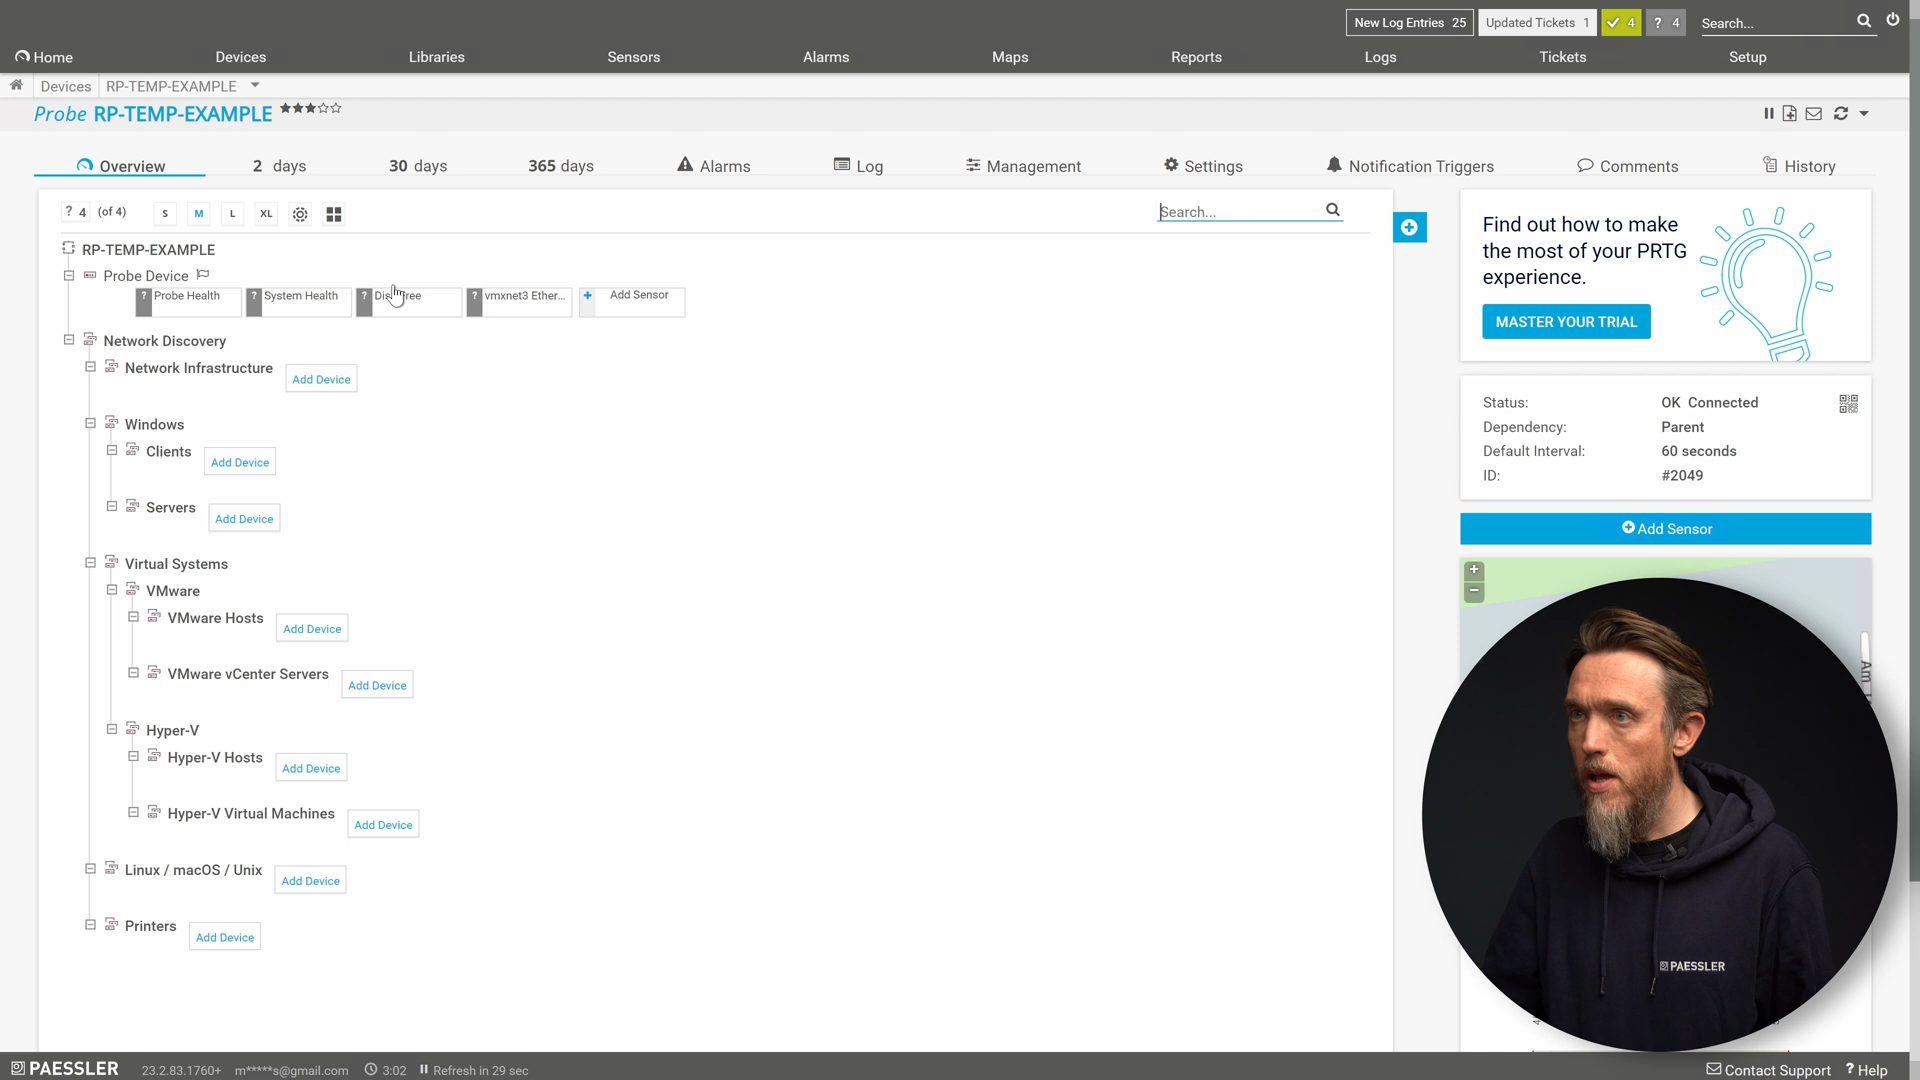 New Log Entries 25
Updated Tickets 1
4
? 4
Search...
Home
Devices
Libraries
Sensors
Alarms
Maps
Reports
Logs
Tickets
Setup
Devices
RP-TEMP-EXAMPLE
Probe RP-TEMP-EXAMPLE
Overview
2 days
30 days
365 days
Alarms
Log
Management
Settings
Notification Triggers
Comments
History
? 4 (of 4)
S
M
L
XL
Search...
RP-TEMP-EXAMPLE
Probe Device
? Probe Health
? System Health
? vmxnet3 Ether...
+ Add Sensor
Network Discovery
Network Infrastructure
Add Device
Windows
Clients
Add Device
Servers
Add Device
Virtual Systems
VMware
VMware Hosts
Add Device
VMware vCenter Servers
Add Device
Hyper-V
Hyper-V Hosts
Add Device
Hyper-V Virtual Machines
Add Device
Linux / macOS / Unix
Add Device
Printers
Add Device
Find out how to make
the most of your PRTG
experience.
MASTER YOUR TRIAL
Status: OK Connected
Dependency: Parent
Default Interval: 60 seconds
ID: #2049
Add Sensor
+
−
Am
PAESSLER
PAESSLER
23.2.83.1760+
m*****s@gmail.com
3:02
Refresh in 29 sec
Contact Support
? Help